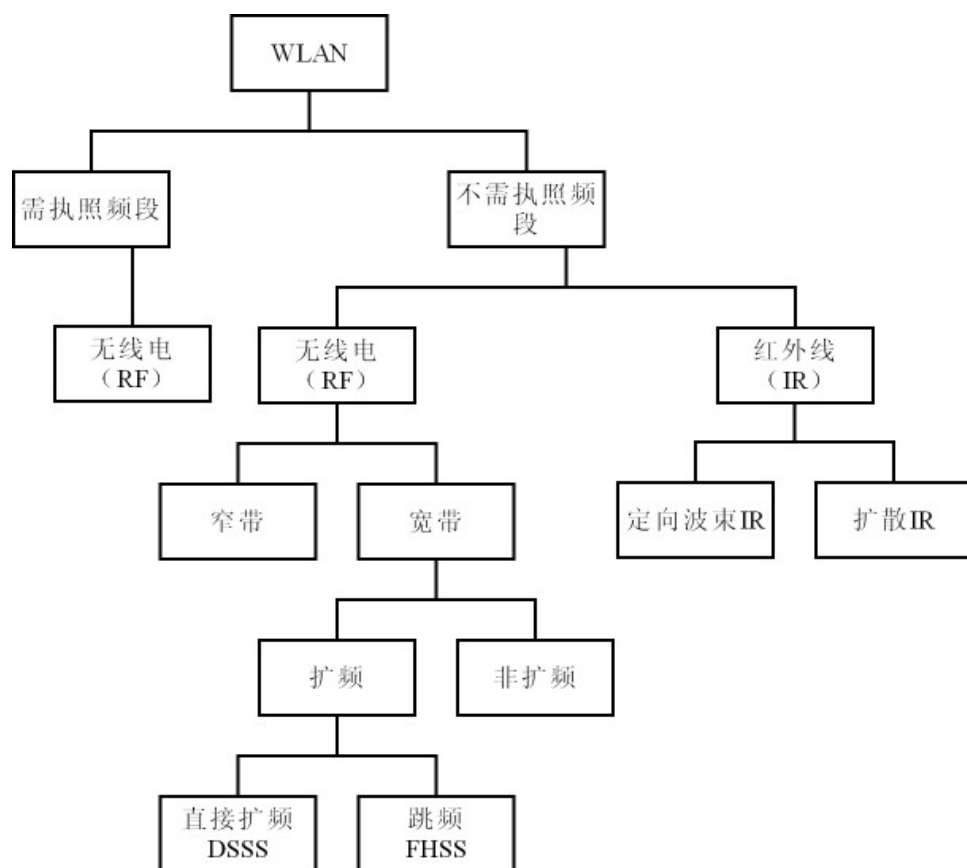 WLAN
需执照频段
不需执照频
段
无线电
（RF）
无线电
（RF）
红外线
（IR）
窄带
宽带
定向波束IR
扩散IR
扩频
非扩频
直接扩频
DSSS
跳频
FHSS